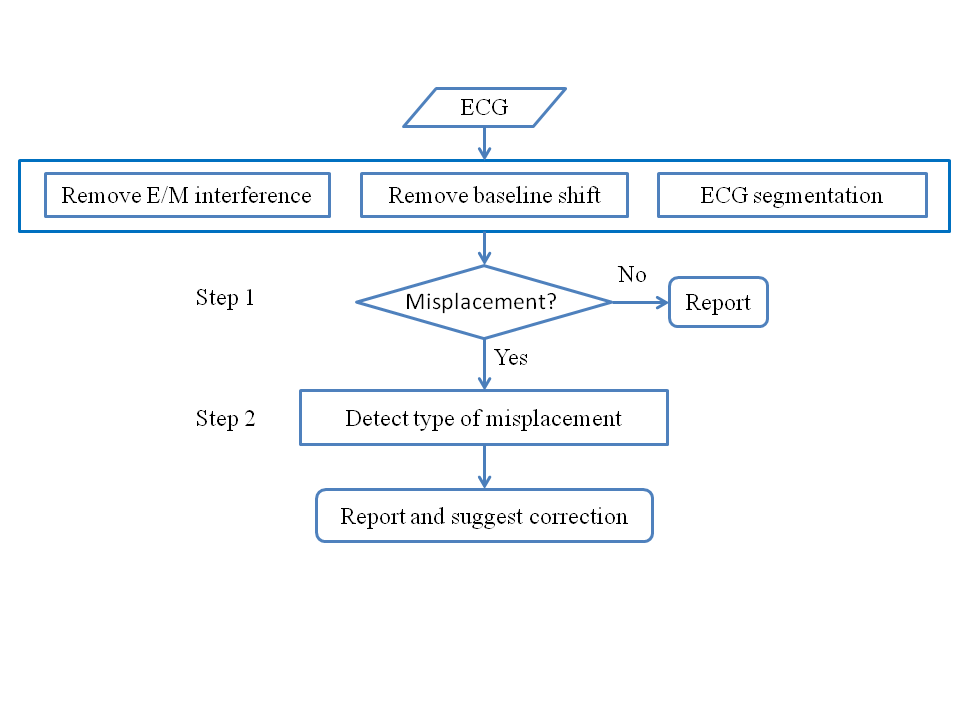 ECG
Remove E/M interference
Remove baseline shift
ECG segmentation
No
Step 1
Misplacement?
Report
Yes
Step 2
Detect type of misplacement
Report and suggest correction